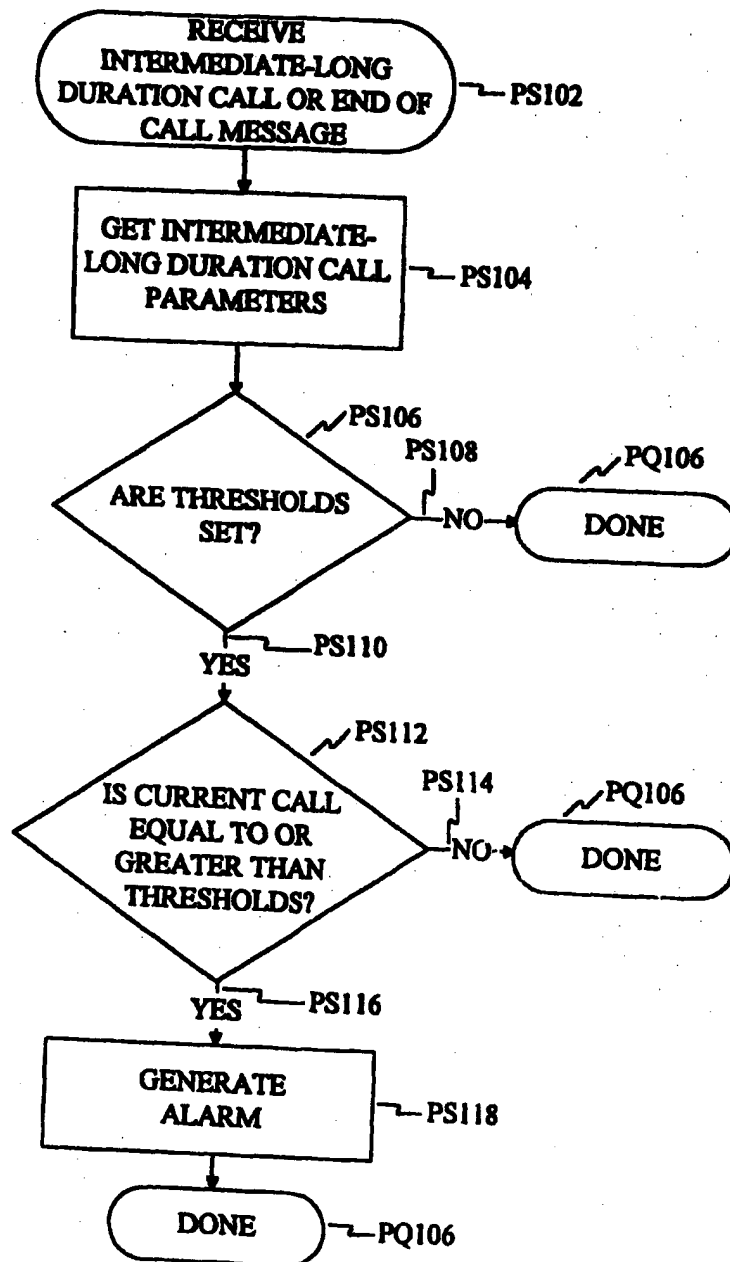 RECEIVE
INTERMEDIATE-LONG
DURATION CALL OR END OF
CALL MESSAGE
PS102
GET INTERMEDIATE-
LONG DURATION CALL
PARAMETERS
PS104
PS106
ARE THRESHOLDS
SET?
PS108
NO
PQ106
DONE
PS110
YES
PS112
IS CURRENT CALL
EQUAL TO OR
GREATER THAN
THRESHOLDS?
PS114
NO
PQ106
DONE
PS116
YES
GENERATE
ALARM
PS118
DONE
PQ106